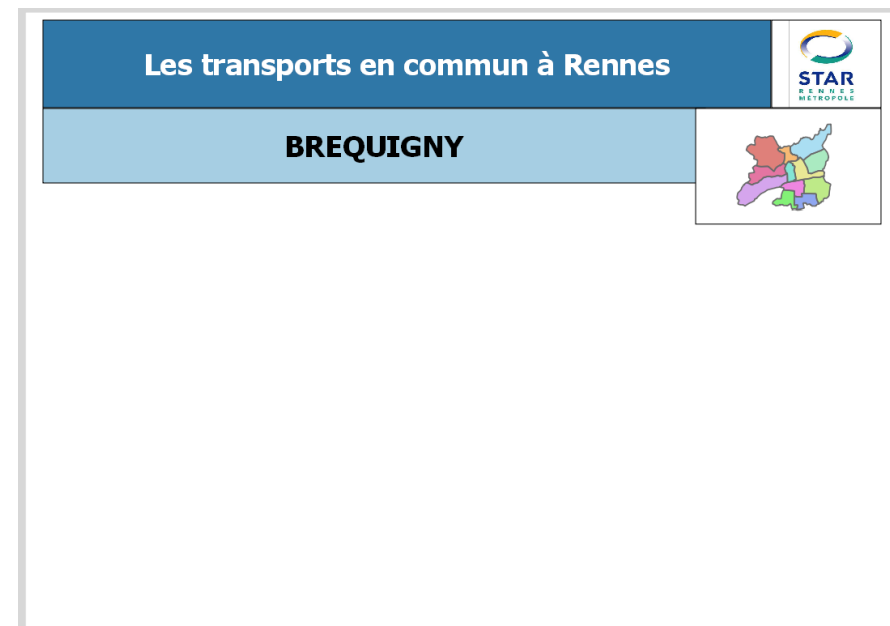 Les transports en commun à Rennes
STAR
RENNES
MÉTROPOLE
BREQUIGNY